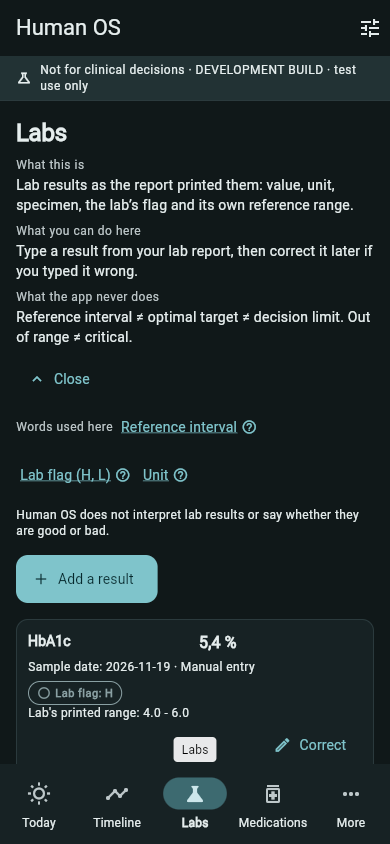 Human OS
Not for clinical decisions · DEVELOPMENT BUILD · test
use only
Labs
What this is
Lab results as the report printed them: value, unit,
specimen, the lab’s flag and its own reference range.
What you can do here
Type a result from your lab report, then correct it later if
you typed it wrong.
What the app never does
Reference interval ≠ optimal target ≠ decision limit. Out
of range ≠ critical.
Close
Words used here Reference interval
Lab flag (H, L) Unit
Human OS does not interpret lab results or say whether they
are good or bad.
+ Add a result
HbA1c 5,4 %
Sample date: 2026-11-19 · Manual entry
Lab flag: H
Lab's printed range: 4.0 - 6.0
Labs
Correct
Today Timeline Labs Medications More